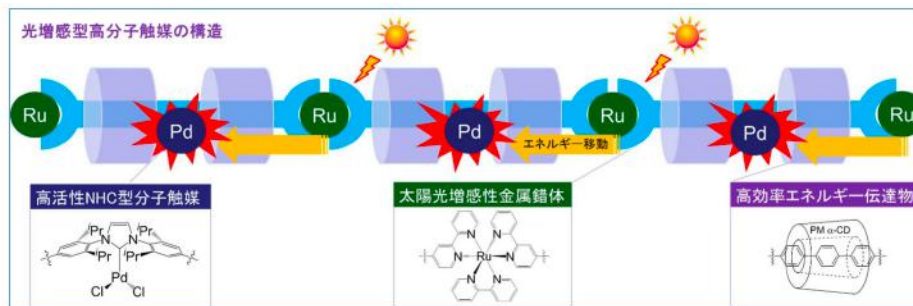 光増感型高分子触媒の構造
Ru
Pd
Ru
Pd
エネルギー移動
Ru
Pd
Ru
高活性NHC型分子触媒
太陽光増感性金属錯体
高効率エネルギー伝達物
iPr
iPr
N
N
iPr
iPr
Pd
Cl
Cl
N
N
N
Ru
N
N
N
PM α-CD